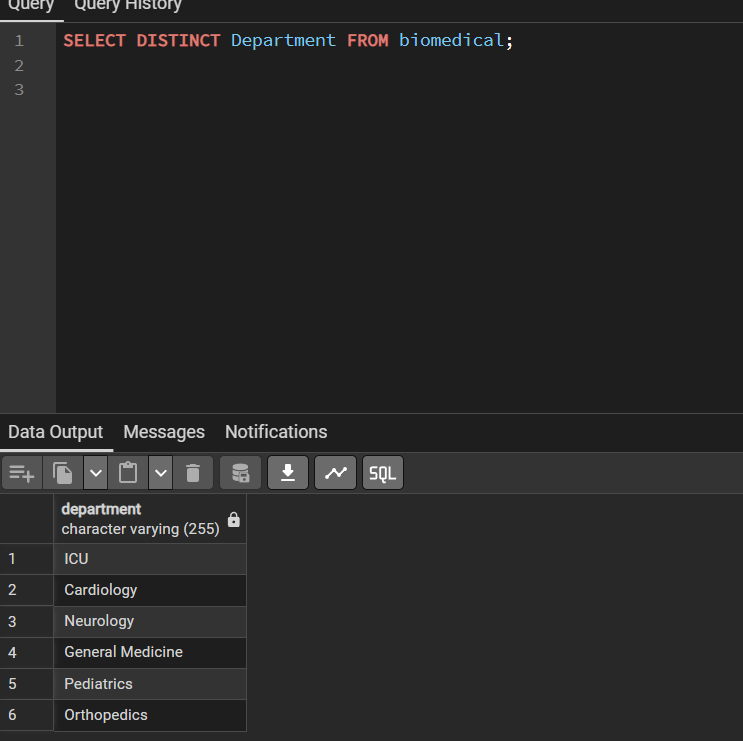 Query Query History
1 SELECT DISTINCT Department FROM biomedical;
2
3
Data Output Messages Notifications
SQL
department
character varying (255)
1 ICU
2 Cardiology
3 Neurology
4 General Medicine
5 Pediatrics
6 Orthopedics